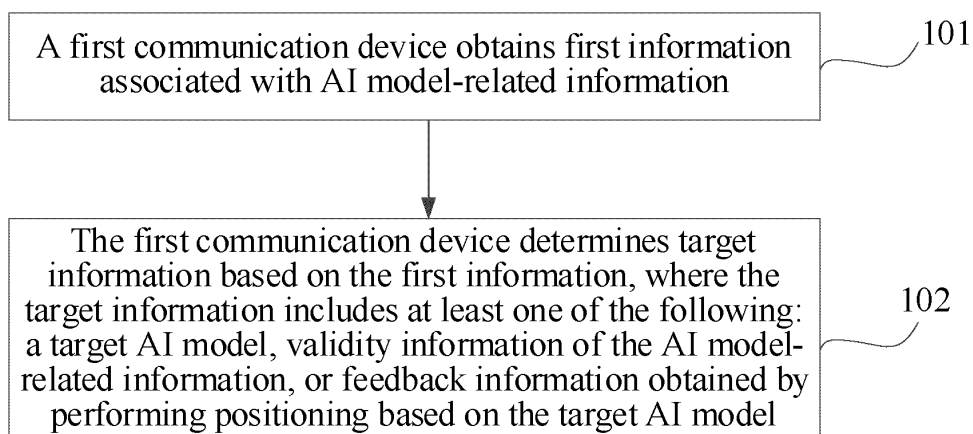 A first communication device obtains first information
associated with AI model-related information
101
The first communication device determines target
information based on the first information, where the
target information includes at least one of the following:
a target AI model, validity information of the AI model-
related information, or feedback information obtained by
performing positioning based on the target AI model
102